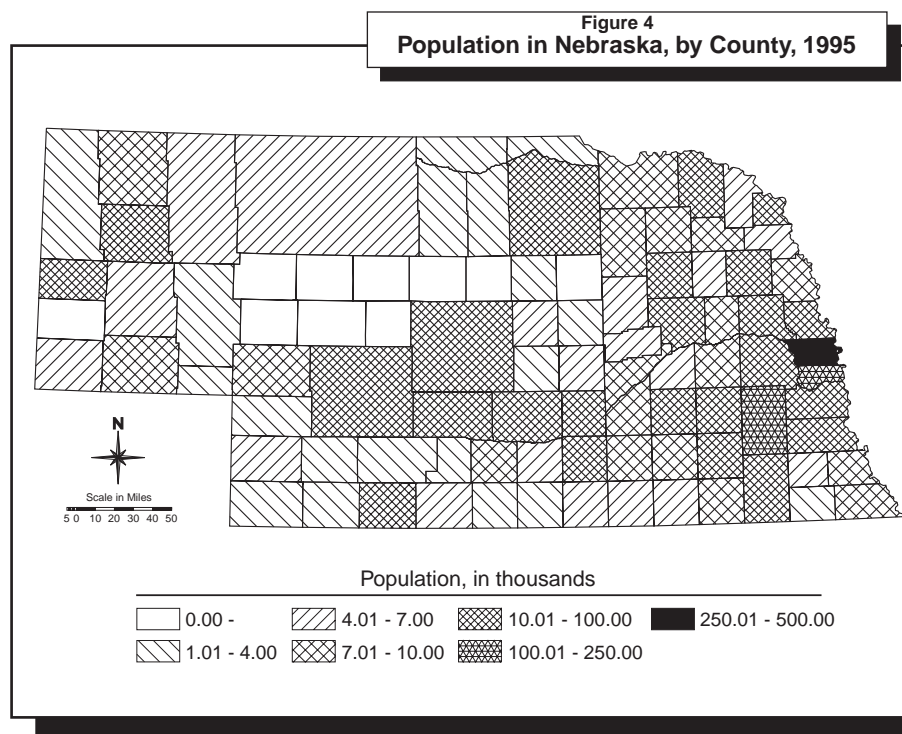 Figure 4
Population in Nebraska, by County, 1995
N
Scale in Miles
5 0 10 20 30 40 50
Population, in thousands
0.00 - 4.01 - 7.00 10.01 - 100.00 250.01 - 500.00
1.01 - 4.00 7.01 - 10.00 100.01 - 250.00